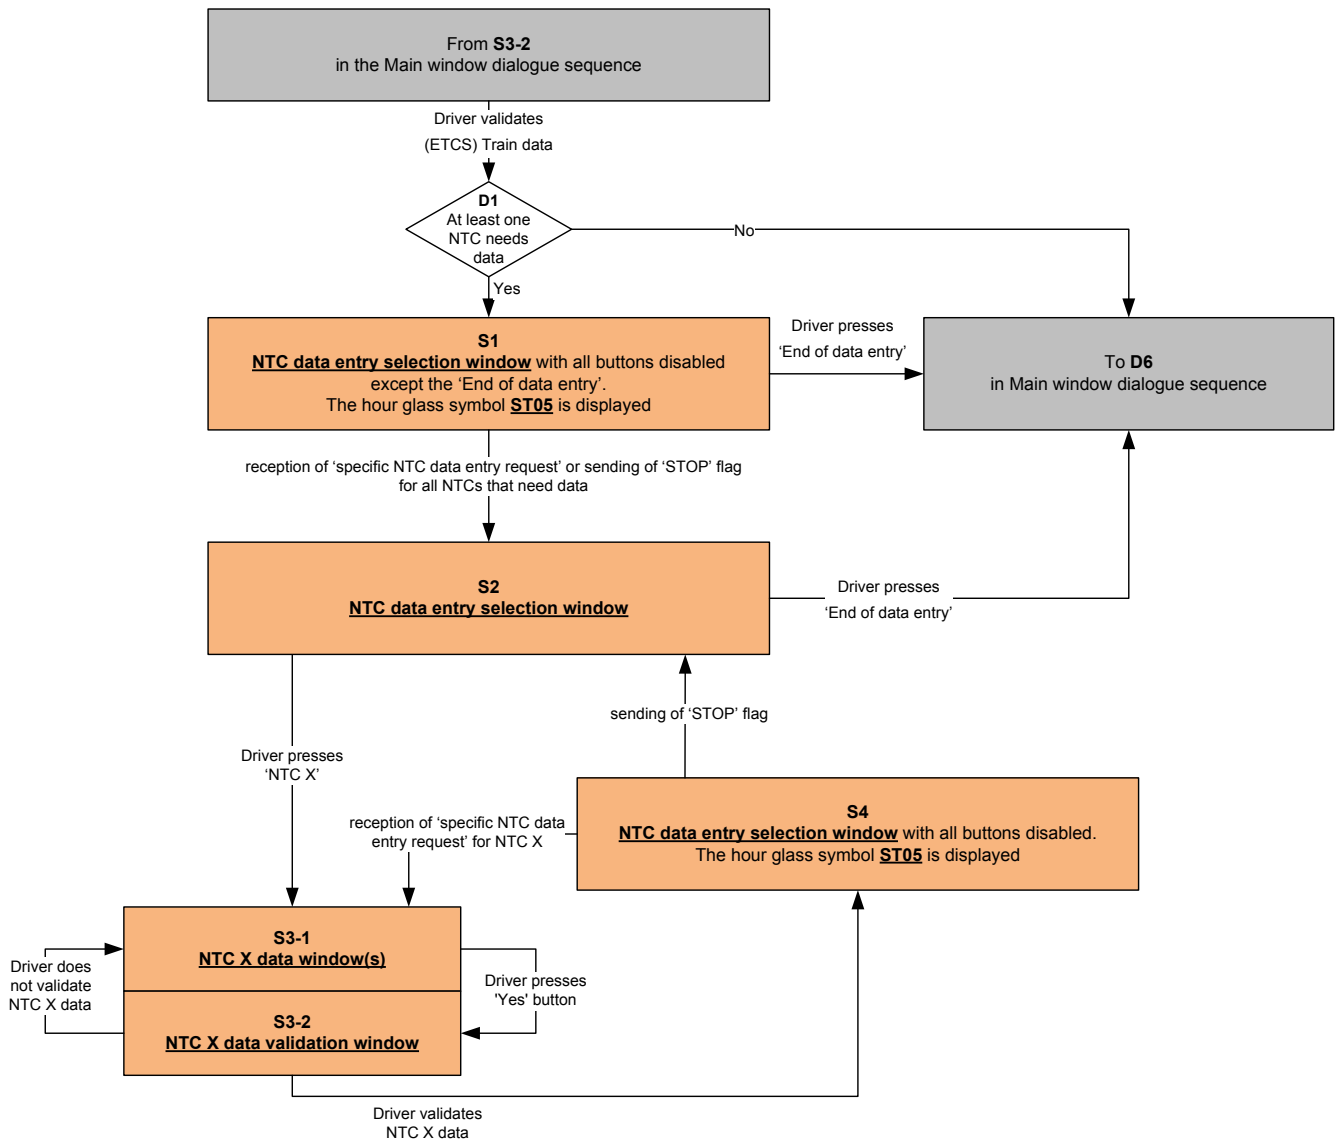 From S3-2
in the Main window dialogue sequence
Driver validates
(ETCS) Train data
D1
At least one
NTC needs
data
No
Yes
S1
NTC data entry selection window with all buttons disabled
except the ‘End of data entry’.
The hour glass symbol ST05 is displayed
Driver presses
‘End of data entry’
To D6
in Main window dialogue sequence
reception of ‘specific NTC data entry request’ or sending of ‘STOP’ flag
for all NTCs that need data
S2
NTC data entry selection window
Driver presses
‘End of data entry’
sending of ‘STOP’ flag
Driver presses
‘NTC X’
S4
NTC data entry selection window with all buttons disabled.
The hour glass symbol ST05 is displayed
reception of ‘specific NTC data
entry request’ for NTC X
S3-1
NTC X data window(s)
Driver does
not validate
NTC X data
Driver presses
'Yes' button
S3-2
NTC X data validation window
Driver validates
NTC X data